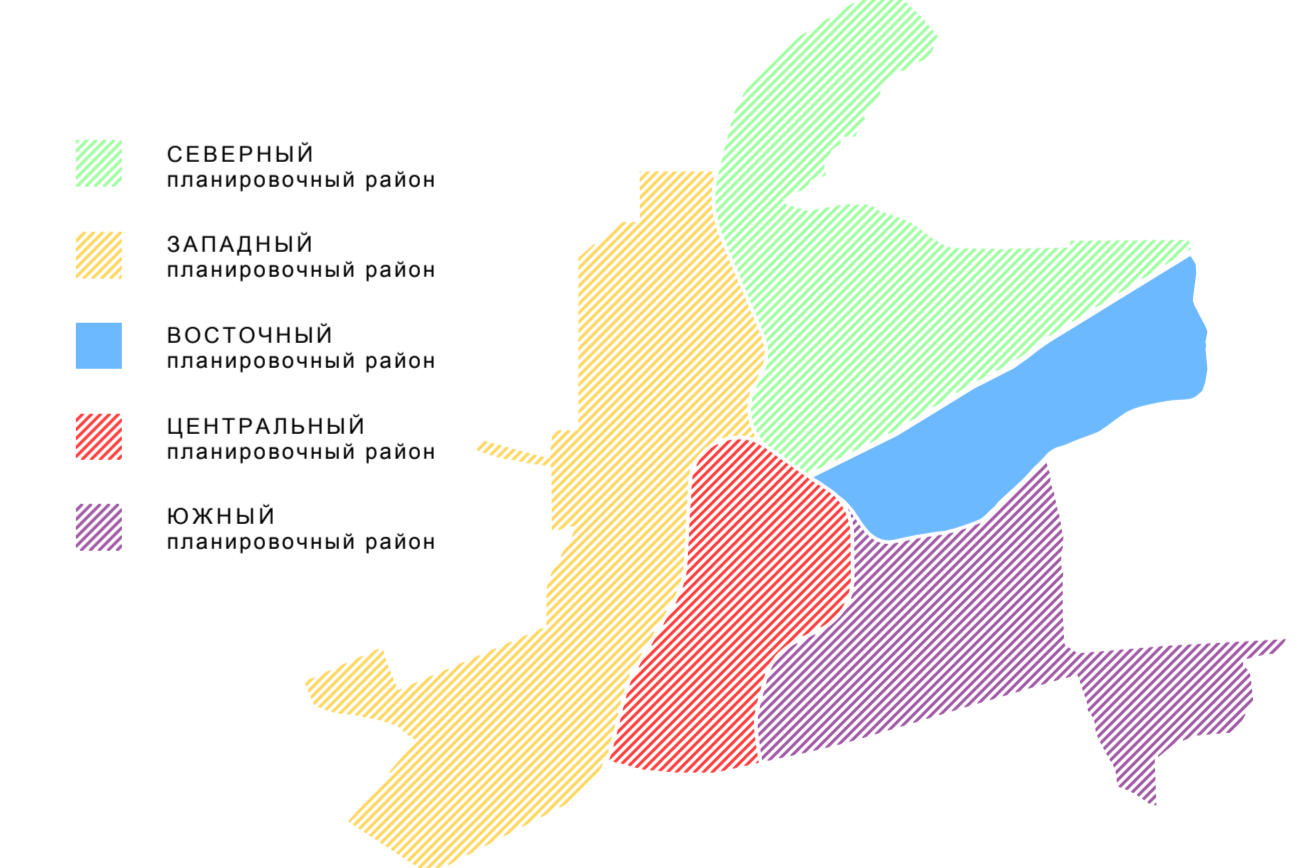 СЕВЕРНЫЙ
планировочный район
ЗАПАДНЫЙ
планировочный район
ВОСТОЧНЫЙ
планировочный район
ЦЕНТРАЛЬНЫЙ
планировочный район
ЮЖНЫЙ
планировочный район